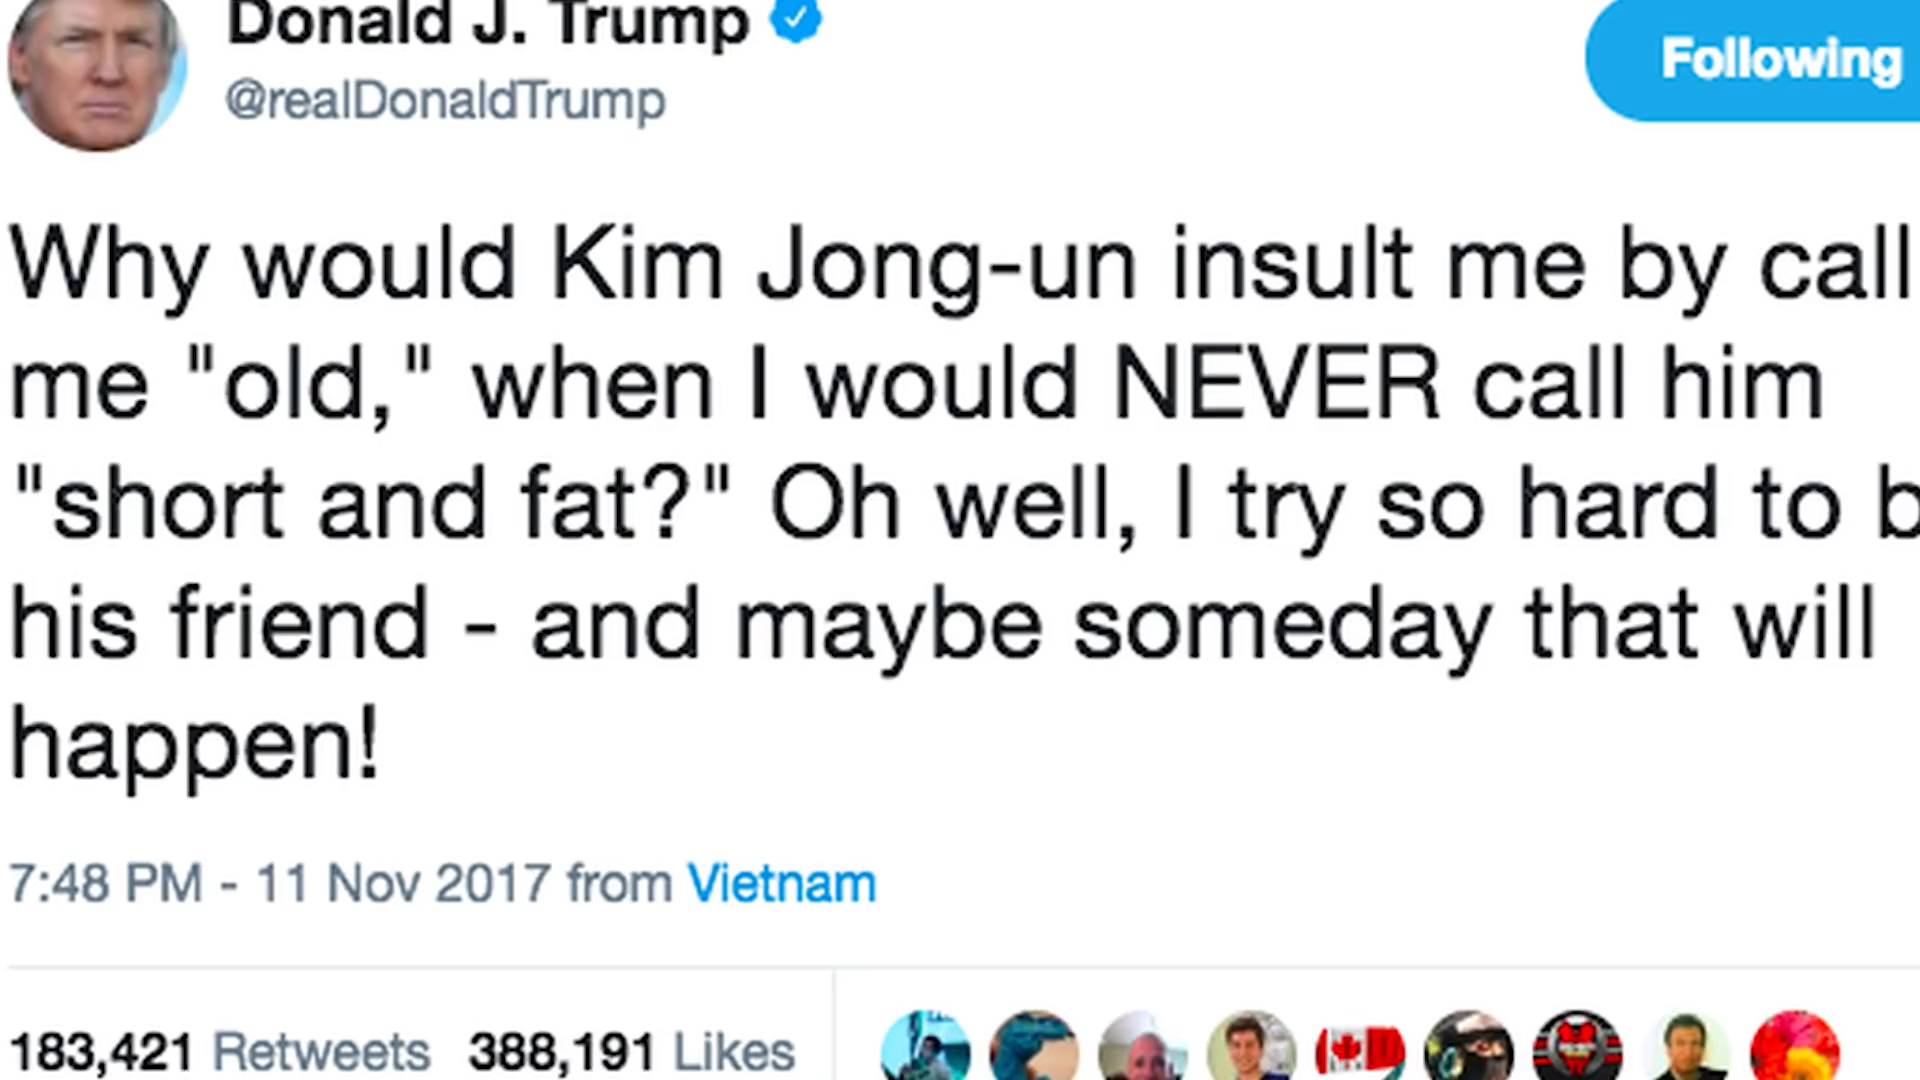 Donald J. Trump
@realDonaldTrump
Following
Why would Kim Jong-un insult me by call
me "old," when I would NEVER call him
"short and fat?" Oh well, I try so hard to b
his friend - and maybe someday that will
happen!
7:48 PM - 11 Nov 2017 from Vietnam
183,421 Retweets 388,191 Likes